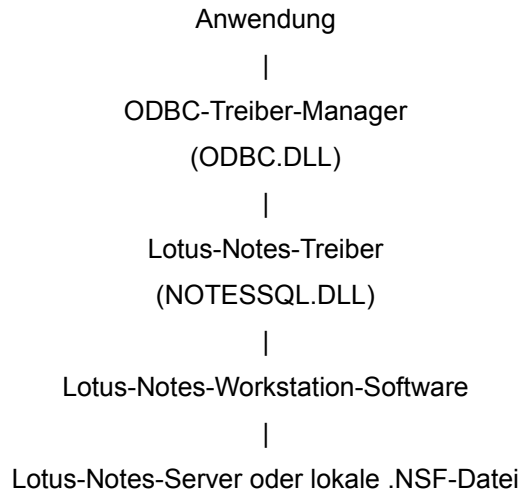 Anwendung
|
ODBC-Treiber-Manager
(ODBC.DLL)
|
Lotus-Notes-Treiber
(NOTESSQL.DLL)
|
Lotus-Notes-Workstation-Software
|
Lotus-Notes-Server oder lokale .NSF-Datei